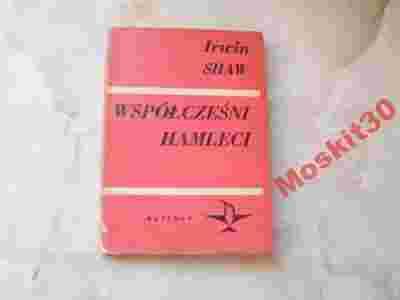 Irwin
SHAW
WSPÓŁCZEŚNI
HAMLECI
Moskit30